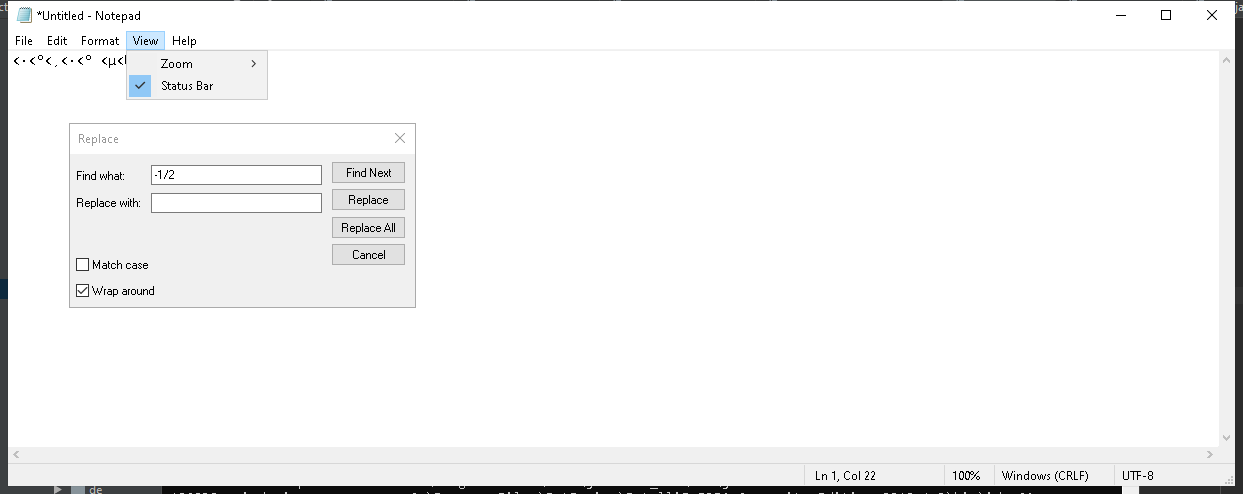 *Untitled - Notepad
File Edit Format View Help
Zoom
Status Bar
Replace
Find what: -1/2 Find Next
Replace with: Replace
Replace All
Cancel
Match case
Wrap around
Ln 1, Col 22 100% Windows (CRLF) UTF-8
de